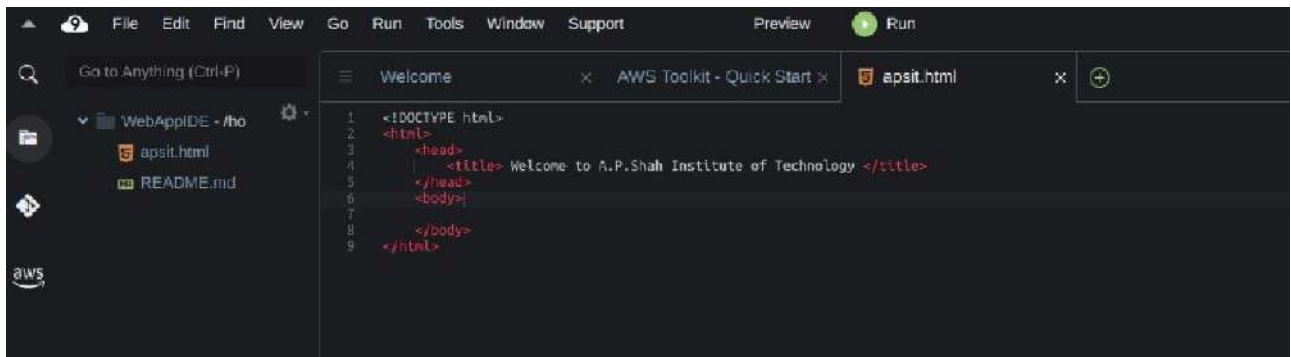 9 File Edit Find View Go Run Tools Window Support Preview Run
Go to Anything (Ctrl-P)
Welcome × AWS Toolkit - Quick Start × apsit.html ×
WebAppIDE - /ho
apsit.html
README.md
aws
1 <!DOCTYPE html>
2 <html>
3 <head>
4 <title> Welcome to A.P.Shah Institute of Technology </title>
5 </head>
6 <body>
7
8 </body>
9 </html>